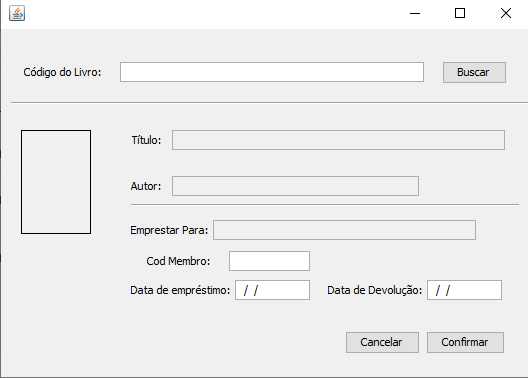 Código do Livro: Buscar
Título:
Autor:
Emprestar Para:
Cod Membro:
Data de empréstimo: / / Data de Devolução: / /
Cancelar Confirmar